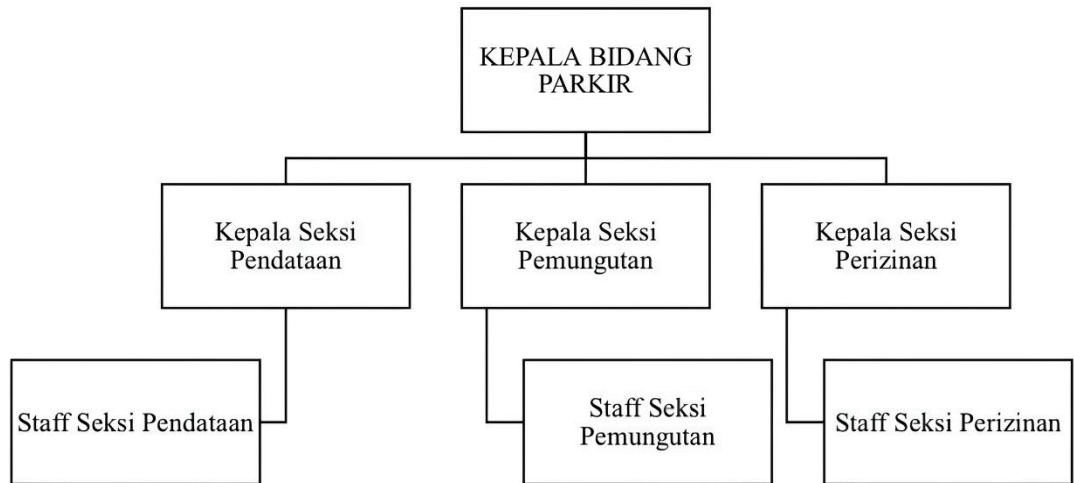 KEPALA BIDANG
PARKIR
Kepala Seksi
Pendataan
Kepala Seksi
Pemungutan
Kepala Seksi
Perizinan
Staff Seksi Pendataan
Staff Seksi
Pemungutan
Staff Seksi Perizinan